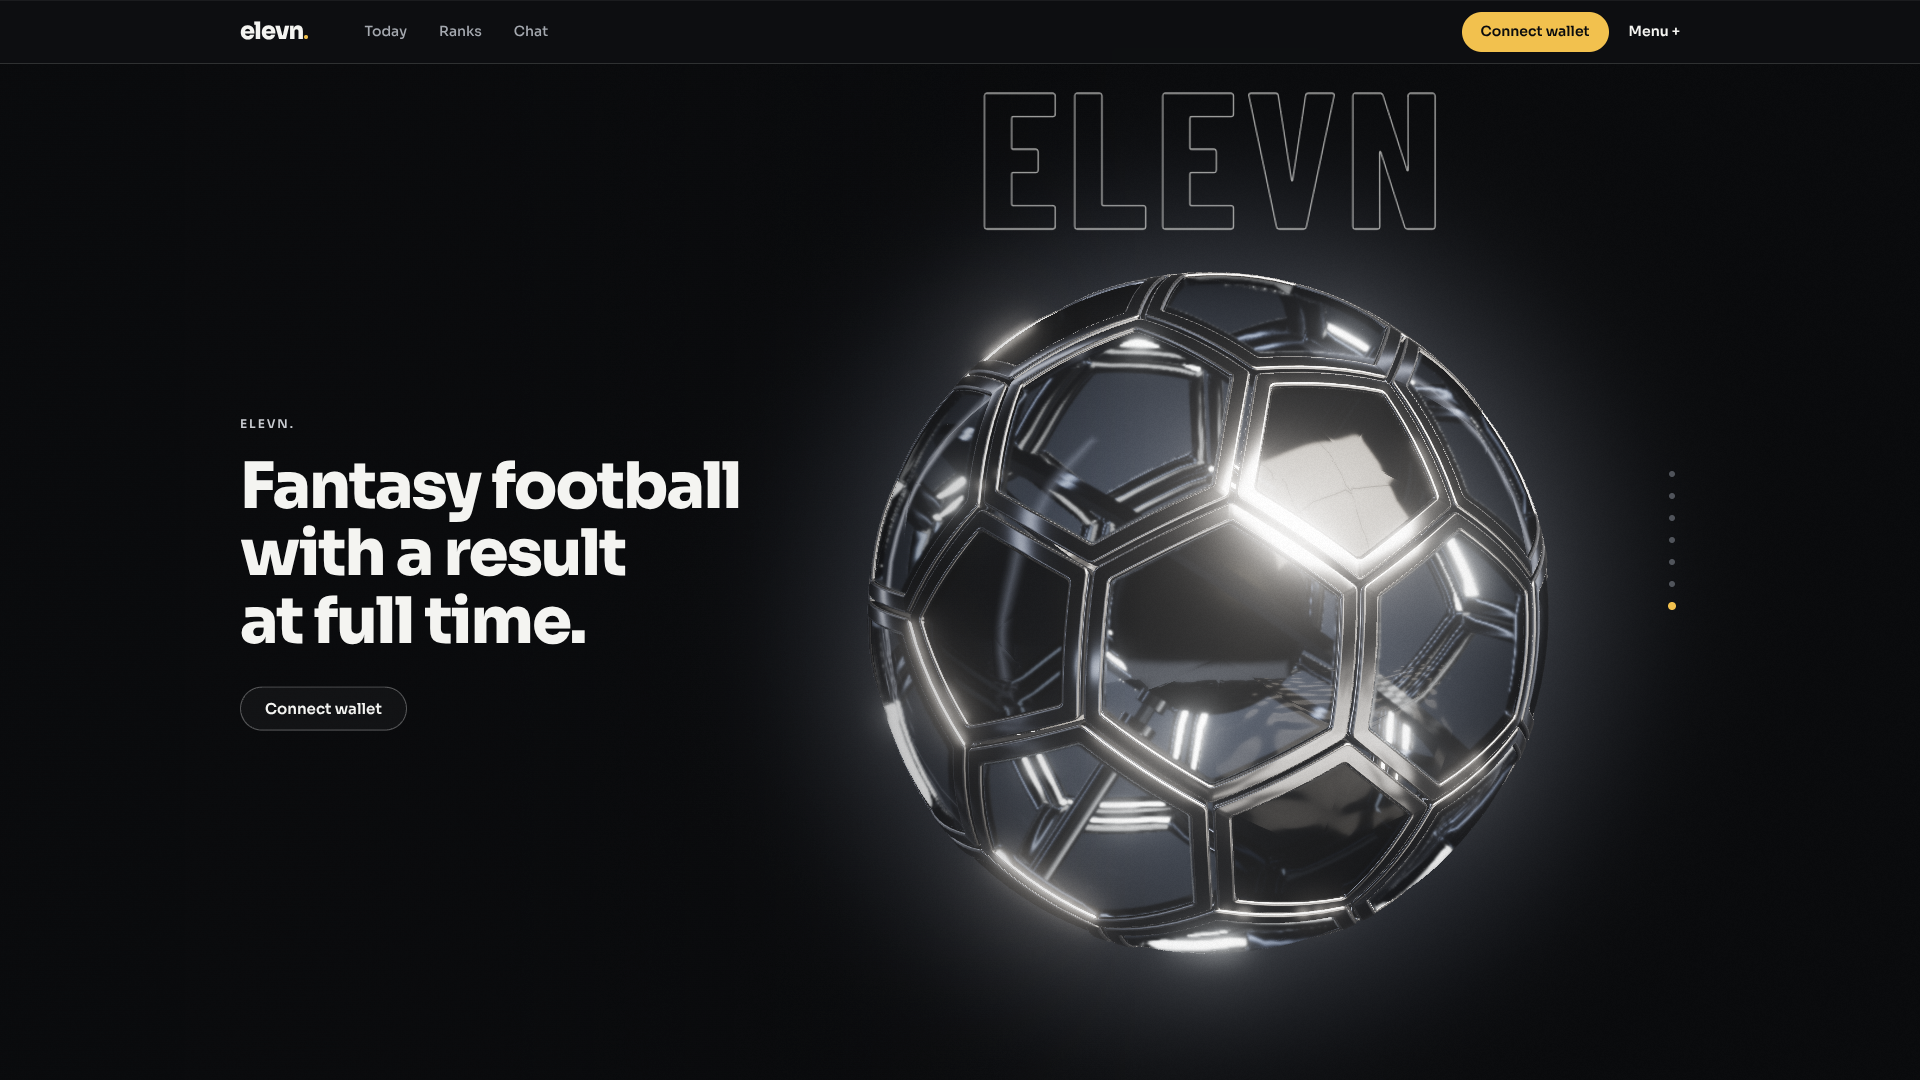 elevn.
Today
Ranks
Chat
Connect wallet
Menu +
ELEVN
ELEVN.
Fantasy football
with a result
at full time.
Connect wallet